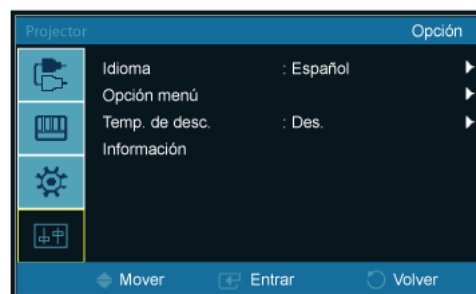 Projector Opción
Idioma : Español
Opción menú
Temp. de desc. : Des.
Información
Mover Entrar Volver